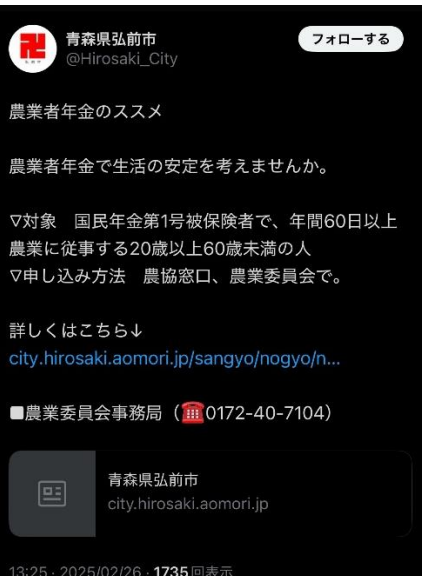 青森県弘前市
フォローする
@Hirosaki_City
農業者年金のススメ
農業者年金で生活の安定を考えませんか。
▽対象　国民年金第1号被保険者で、年間60日以上
農業に従事する20歳以上60歳未満の人
▽申し込み方法　農協窓口、農業委員会で。
詳しくはこちら↓
city.hirosaki.aomori.jp/sangyo/nogyo/n...
■農業委員会事務局（☎0172-40-7104）
青森県弘前市
city.hirosaki.aomori.jp
13:25 · 2025/02/26 · 1735回表示